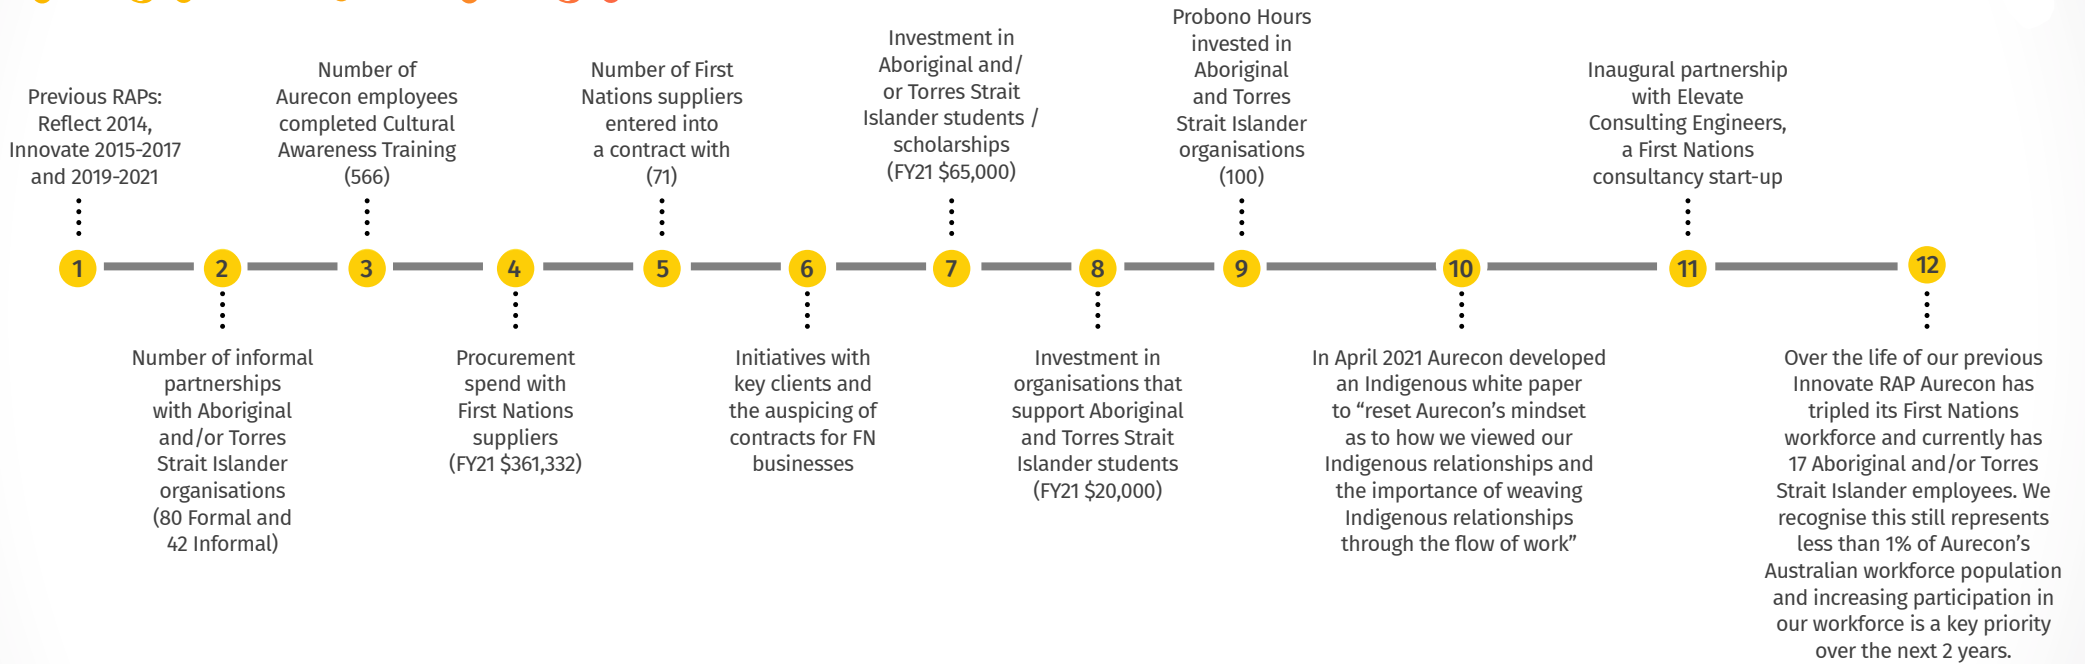 Previous RAPs:
Reflect 2014,
Innovate 2015-2017
and 2019-2021
1
2
Number of informal
partnerships
with Aboriginal
and/or Torres
Strait Islander
organisations
(80 Formal and
42 Informal)
Number of
Aurecon employees
completed Cultural
Awareness Training
(566)
3
4
Procurement
spend with
First Nations
suppliers
(FY21 $361,332)
Number of First
Nations suppliers
entered into
a contract with
(71)
5
6
Initiatives with
key clients and
the auspicing of
contracts for FN
businesses
Investment in
Aboriginal and/
or Torres Strait
Islander students /
scholarships
(FY21 $65,000)
7
8
Investment in
organisations that
support Aboriginal
and Torres Strait
Islander students
(FY21 $20,000)
Probono Hours
invested in
Aboriginal
and Torres
Strait Islander
organisations
(100)
9
10
In April 2021 Aurecon developed
an Indigenous white paper
to “reset Aurecon’s mindset
as to how we viewed our
Indigenous relationships and
the importance of weaving
Indigenous relationships
through the flow of work”
Inaugural partnership
with Elevate
Consulting Engineers,
a First Nations
consultancy start-up
11
12
Over the life of our previous
Innovate RAP Aurecon has
tripled its First Nations
workforce and currently has
17 Aboriginal and/or Torres
Strait Islander employees. We
recognise this still represents
less than 1% of Aurecon’s
Australian workforce population
and increasing participation in
our workforce is a key priority
over the next 2 years.